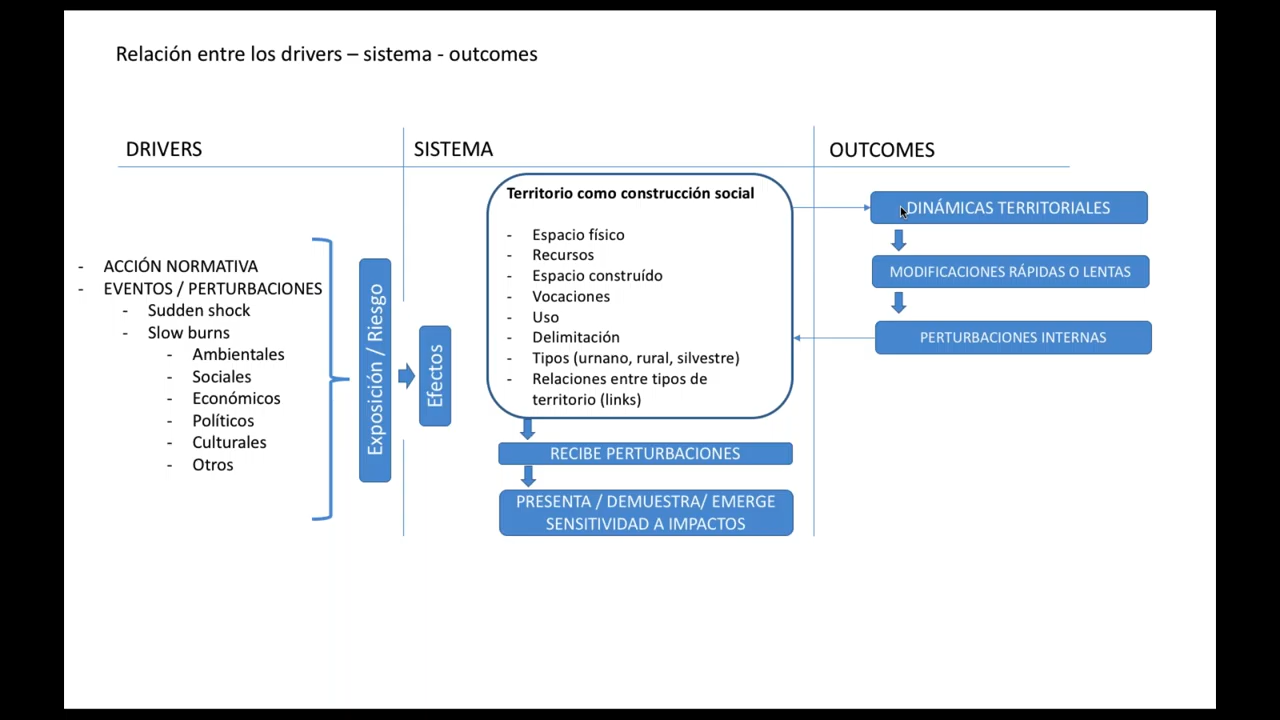 Relación entre los drivers – sistema - outcomes
DRIVERS
- ACCIÓN NORMATIVA
- EVENTOS / PERTURBACIONES
- Sudden shock
- Slow burns
- Ambientales
- Sociales
- Económicos
- Políticos
- Culturales
- Otros
Exposición / Riesgo
SISTEMA
Efectos
Territorio como construcción social
- Espacio físico
- Recursos
- Espacio construído
- Vocaciones
- Uso
- Delimitación
- Tipos (urnano, rural, silvestre)
- Relaciones entre tipos de
territorio (links)
RECIBE PERTURBACIONES
PRESENTA / DEMUESTRA/ EMERGE
SENSITIVIDAD A IMPACTOS
OUTCOMES
DINÁMICAS TERRITORIALES
MODIFICACIONES RÁPIDAS O LENTAS
PERTURBACIONES INTERNAS